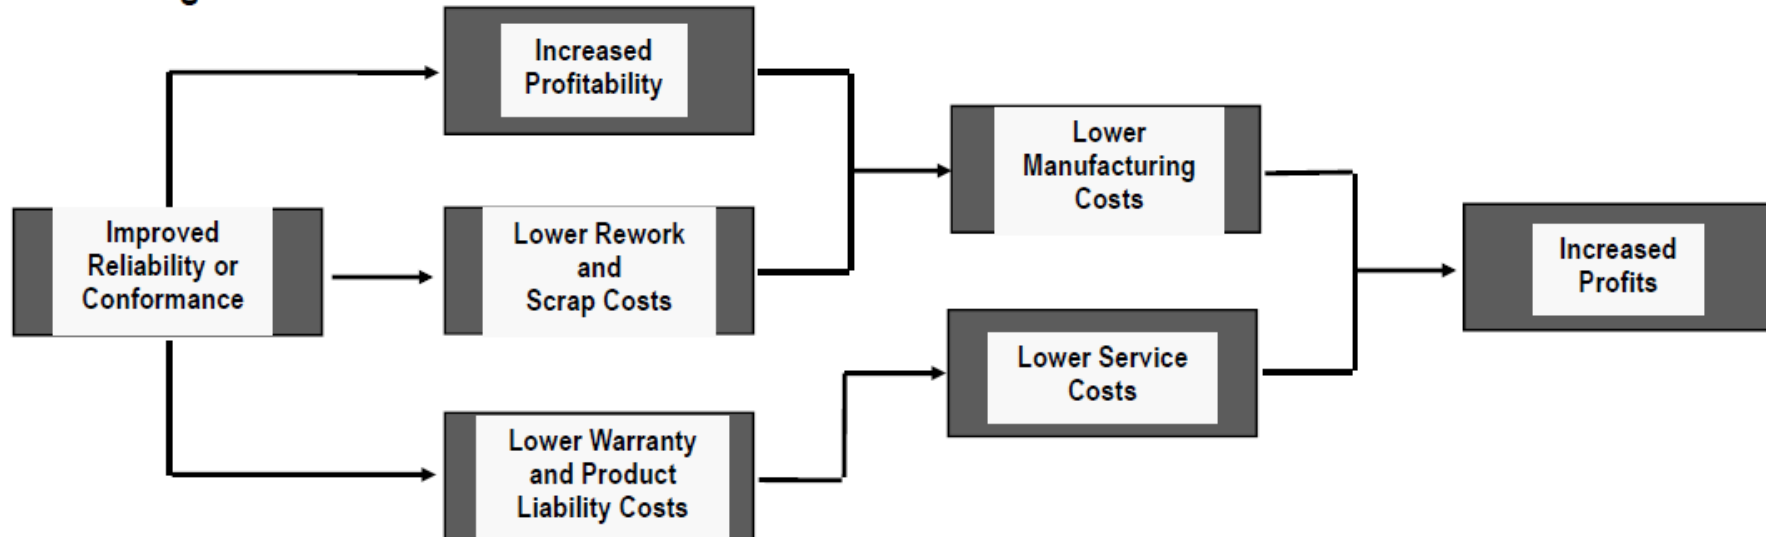 Increased
Profitability
Lower
Manufacturing
Costs
Improved
Reliability or
Conformance
Lower Rework
and
Scrap Costs
Increased
Profits
Lower Service
Costs
Lower Warranty
and Product
Liability Costs